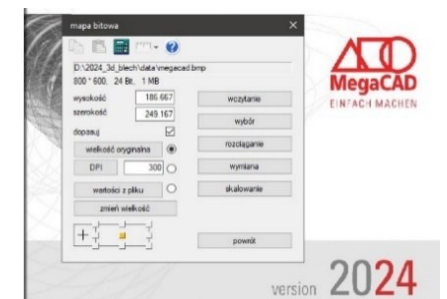 mapa bitowa
D:\2024_3d_blech\data\megacad.bmp
800 * 600, 24 Bit, 1 MB
wysokość 186.667 wczytanie
szerokość 249.167 wybór
dopasuj rozciąganie
wielkość oryginalna wymiana
DPI 300
wartości z pliku skalowanie
zmień wielkość
powrót
MegaCAD
EINFACH MACHEN
version 2024